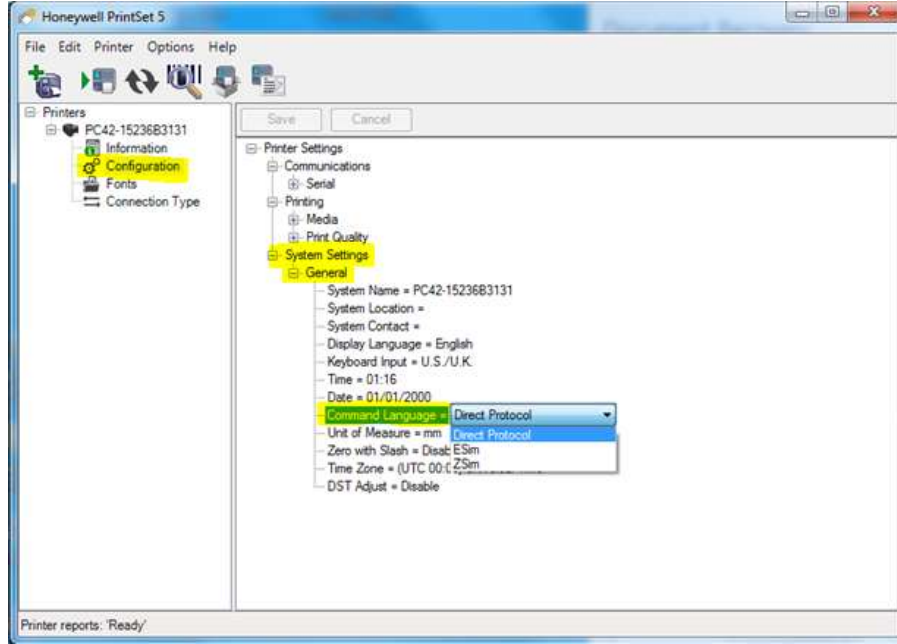 Honeywell PrintSet 5
File Edit Printer Options Help
Printers
PC42-15236B3131
Information
Configuration
Fonts
Connection Type
Save Cancel
Printer Settings
Communications
Serial
Printing
Media
Print Quality
System Settings
General
System Name = PC42-15236B3131
System Location =
System Contact =
Display Language = English
Keyboard Input = U.S./U.K.
Time = 01:16
Date = 01/01/2000
Command Language = Direct Protocol
Unit of Measure = mm Direct Protocol
Zero with Slash = Disab ESim
Time Zone = (UTC 00:0 ZSim
DST Adjust = Disable
Printer reports: 'Ready'